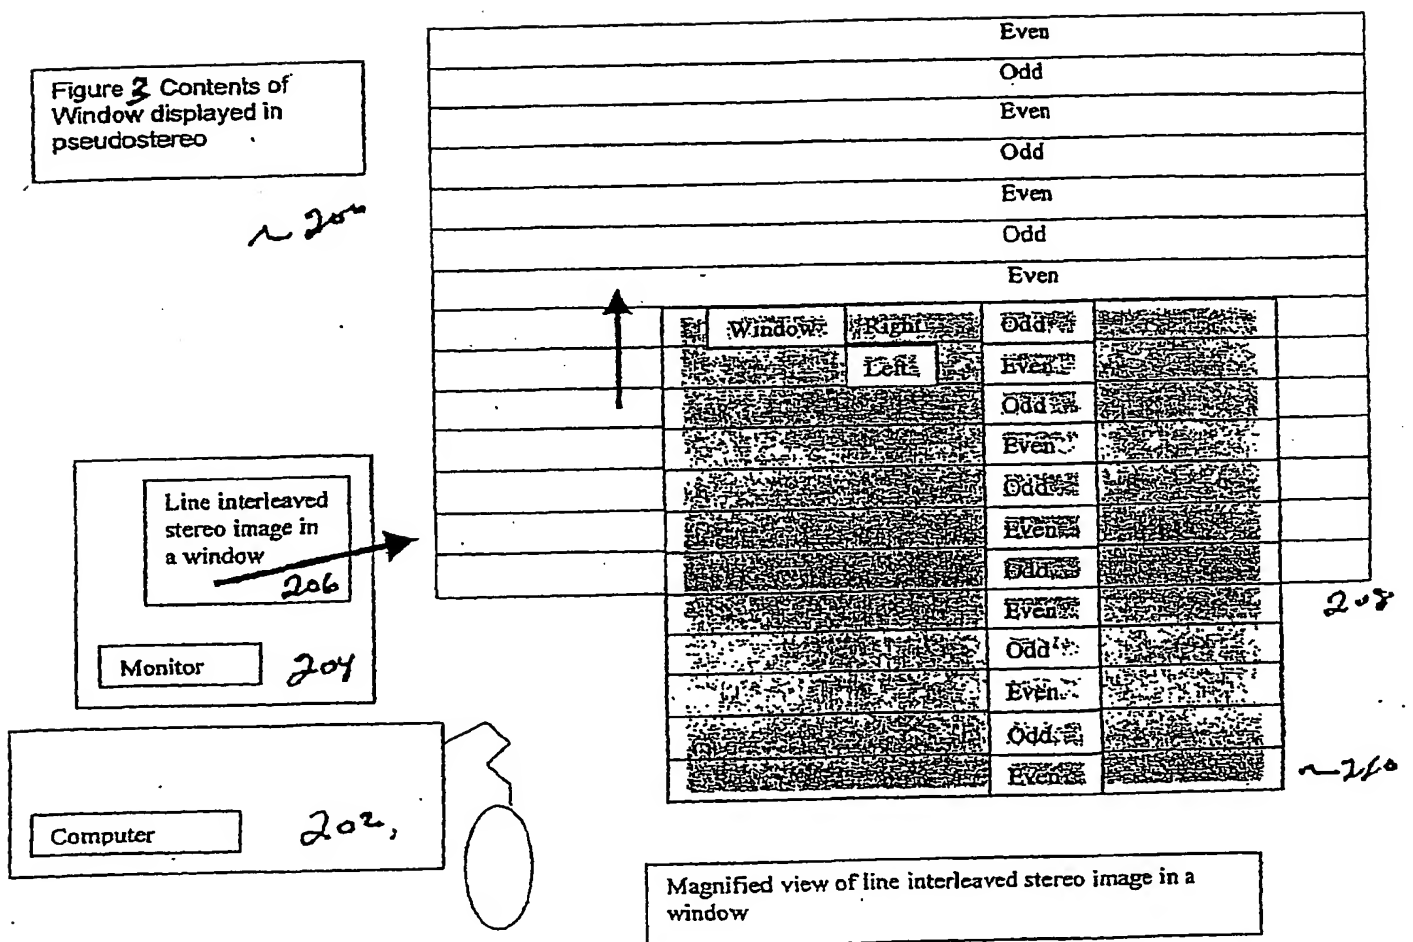 Figure 3 Contents of
Window displayed in
pseudostereo
~ 200
Even
Odd
Even
Odd
Even
Odd
Even
Window Right Odd
Left Even
Odd
Even
Odd
Even
Odd
Even
Odd
Even
Odd
Even
208
~210
Line interleaved
stereo image in
a window
206
Monitor 204
Computer 202,
Magnified view of line interleaved stereo image in a
window